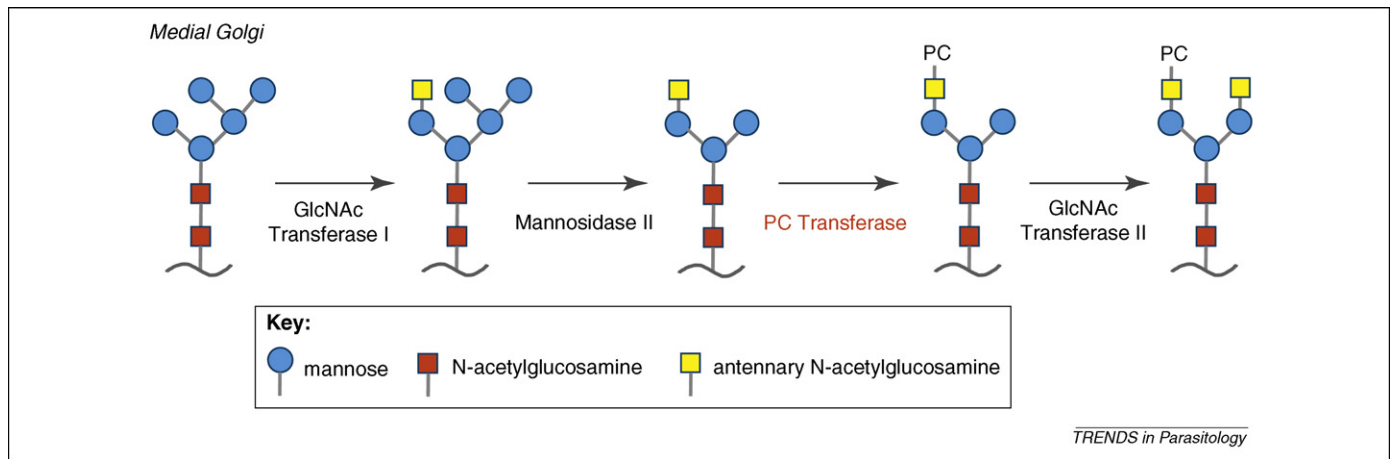 Medial Golgi
PC
PC
GlcNAc
Transferase I
Mannosidase II
PC Transferase
GlcNAc
Transferase II
Key:
mannose
N-acetylglucosamine
antennary N-acetylglucosamine
TRENDS in Parasitology